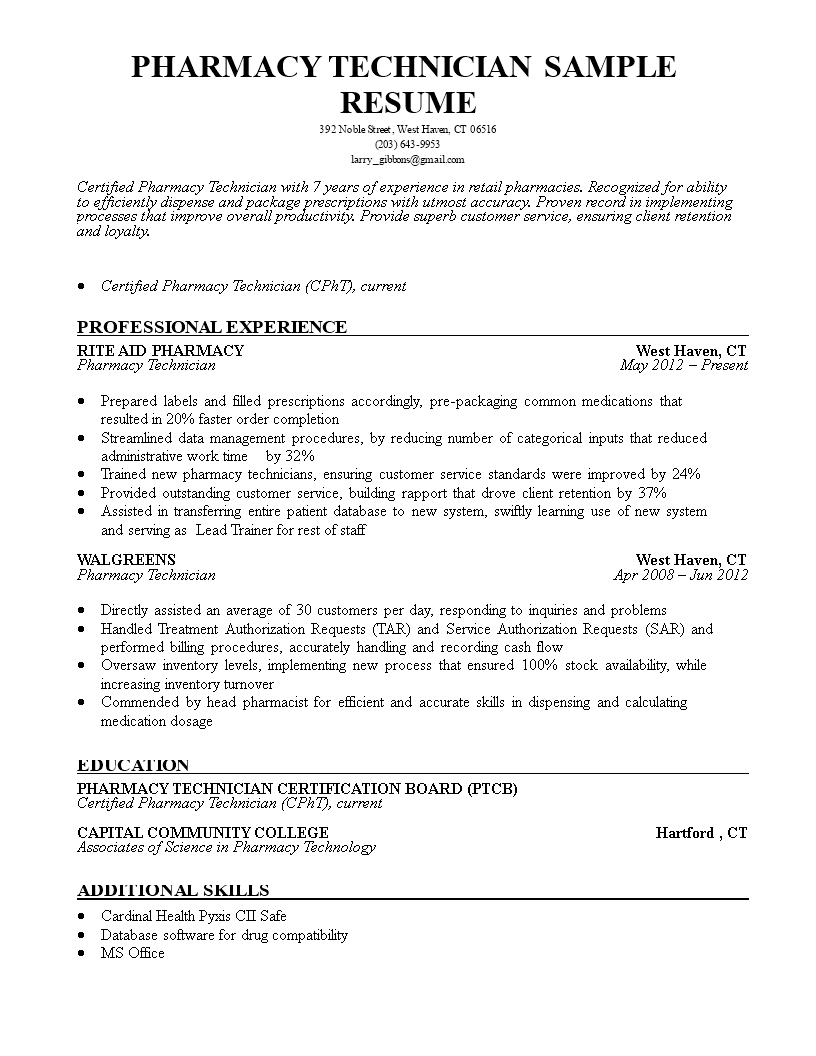 PHARMACY TECHNICIAN SAMPLE
RESUME
392 Noble Street, West Haven, CT 06516
(203) 643-9953
larry_gibbons@gmail.com
Certified Pharmacy Technician with 7 years of experience in retail pharmacies. Recognized for ability
to efficiently dispense and package prescriptions with utmost accuracy. Proven record in implementing
processes that improve overall productivity. Provide superb customer service, ensuring client retention
and loyalty.
• Certified Pharmacy Technician (CPhT), current
PROFESSIONAL EXPERIENCE
RITE AID PHARMACY West Haven, CT
Pharmacy Technician May 2012 – Present
• Prepared labels and filled prescriptions accordingly, pre-packaging common medications that
resulted in 20% faster order completion
• Streamlined data management procedures, by reducing number of categorical inputs that reduced
administrative work time by 32%
• Trained new pharmacy technicians, ensuring customer service standards were improved by 24%
• Provided outstanding customer service, building rapport that drove client retention by 37%
• Assisted in transferring entire patient database to new system, swiftly learning use of new system
and serving as Lead Trainer for rest of staff
WALGREENS West Haven, CT
Pharmacy Technician Apr 2008 – Jun 2012
• Directly assisted an average of 30 customers per day, responding to inquiries and problems
• Handled Treatment Authorization Requests (TAR) and Service Authorization Requests (SAR) and
performed billing procedures, accurately handling and recording cash flow
• Oversaw inventory levels, implementing new process that ensured 100% stock availability, while
increasing inventory turnover
• Commended by head pharmacist for efficient and accurate skills in dispensing and calculating
medication dosage
EDUCATION
PHARMACY TECHNICIAN CERTIFICATION BOARD (PTCB)
Certified Pharmacy Technician (CPhT), current
CAPITAL COMMUNITY COLLEGE Hartford , CT
Associates of Science in Pharmacy Technology
ADDITIONAL SKILLS
• Cardinal Health Pyxis CII Safe
• Database software for drug compatibility
• MS Office